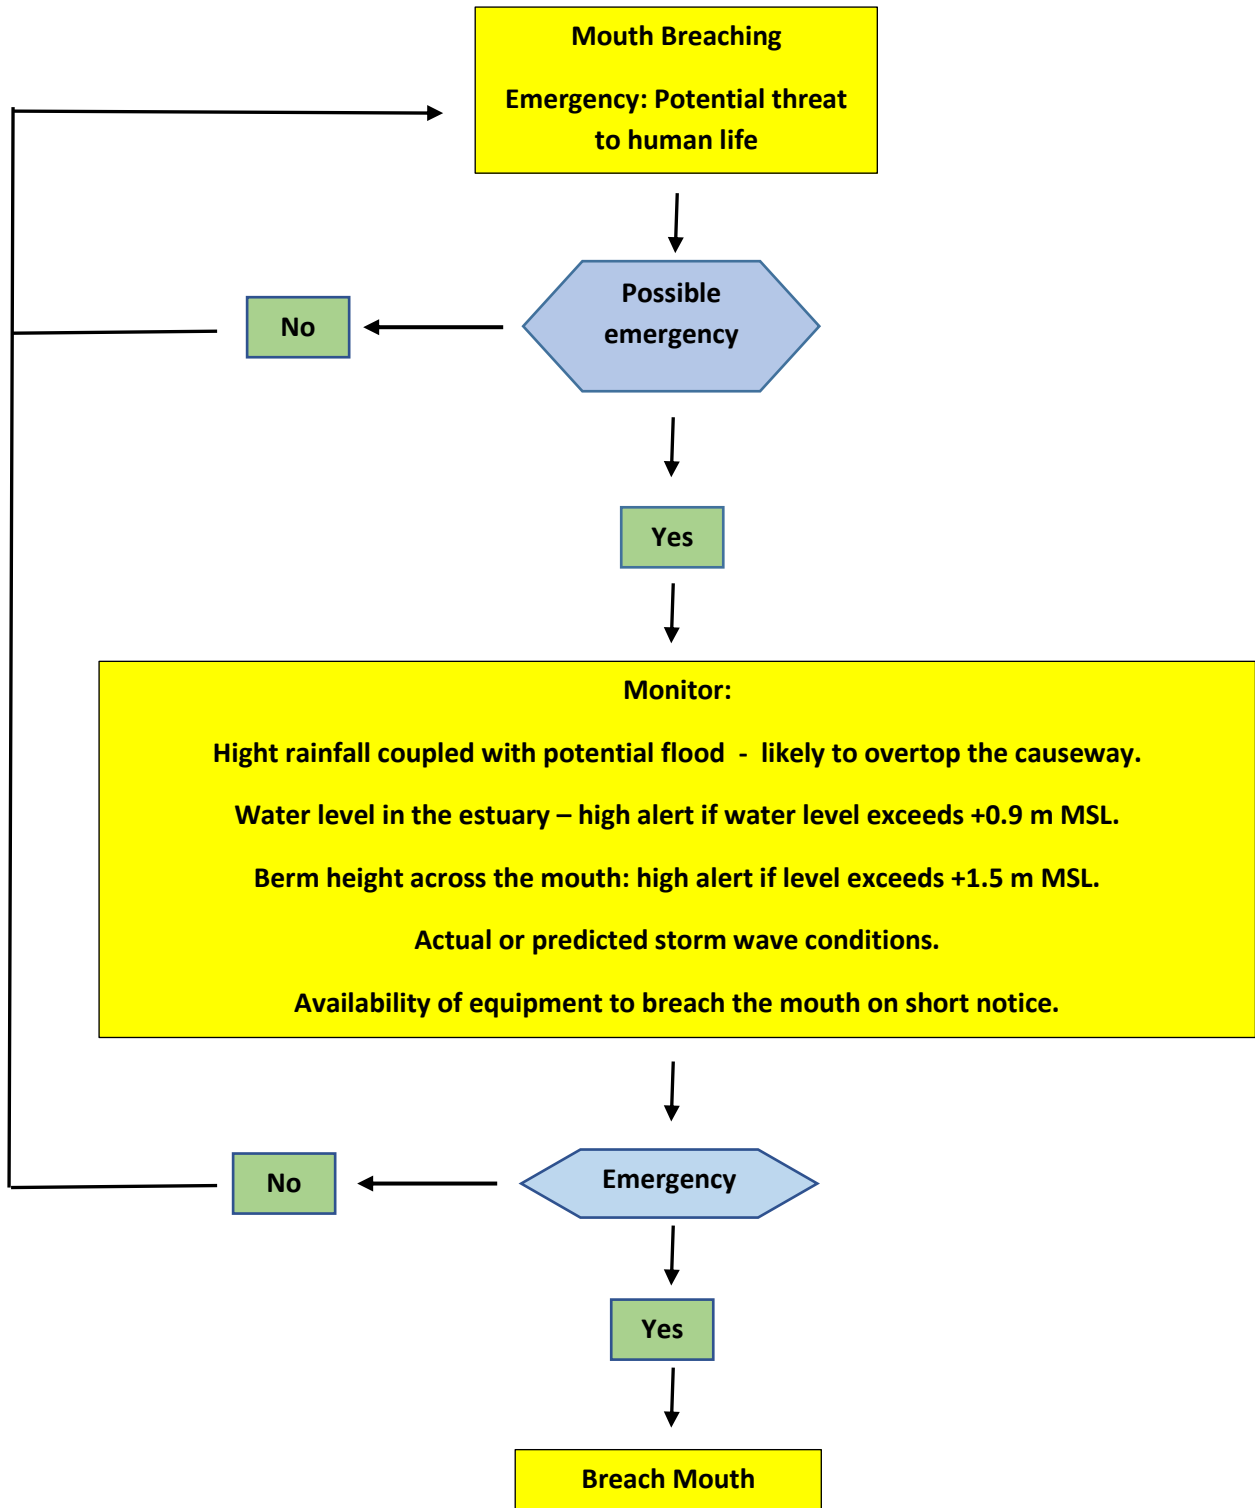 Mouth Breaching
Emergency: Potential threat
to human life
Possible
emergency
No
Yes
Monitor:
Hight rainfall coupled with potential flood  -  likely to overtop the causeway.
Water level in the estuary – high alert if water level exceeds +0.9 m MSL.
Berm height across the mouth: high alert if level exceeds +1.5 m MSL.
Actual or predicted storm wave conditions.
Availability of equipment to breach the mouth on short notice.
Emergency
No
Yes
Breach Mouth